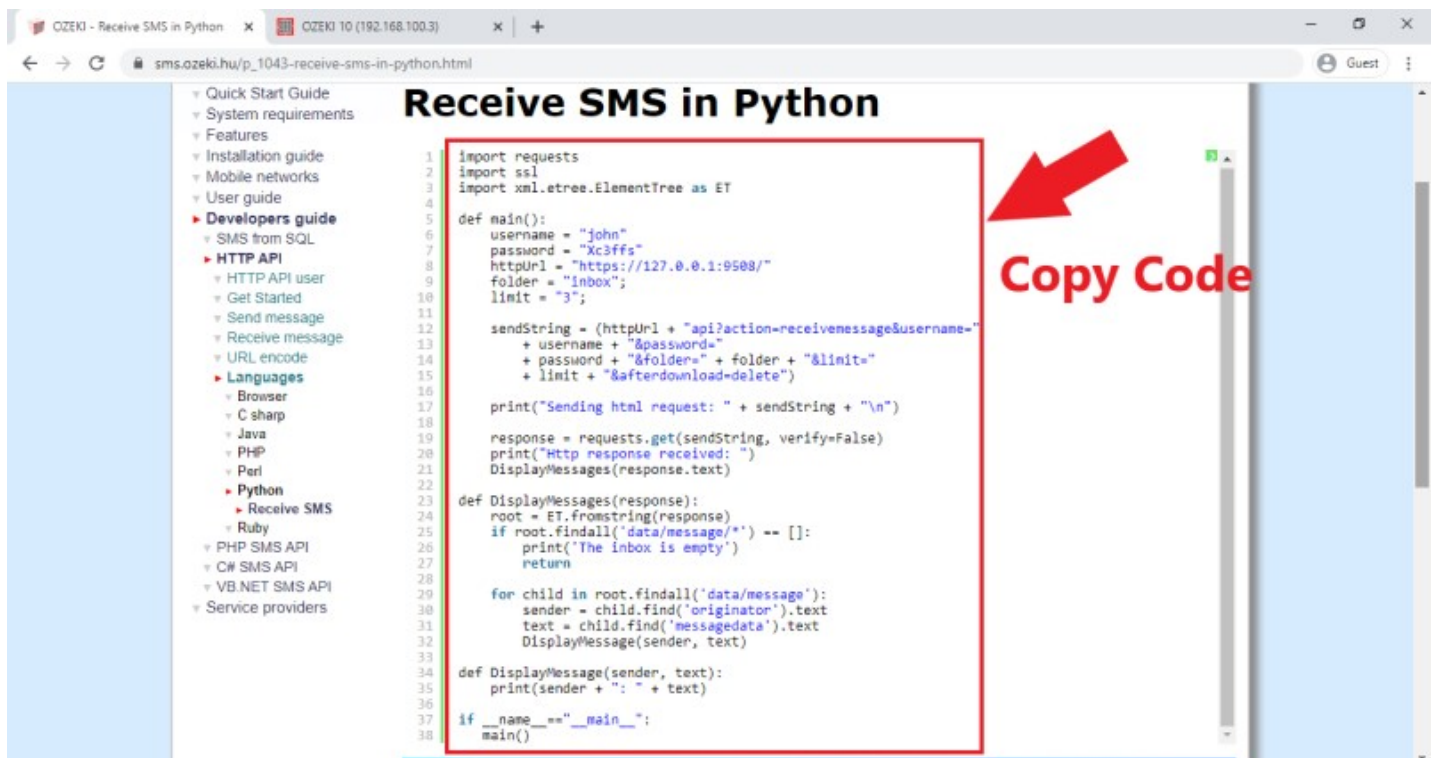 OZEKI - Receive SMS in Python
OZEKI 10 (192.168.100.3)
sms.ozeki.hu/p_1043-receive-sms-in-python.html
Guest
Quick Start Guide
System requirements
Features
Installation guide
Mobile networks
User guide
Developers guide
SMS from SQL
HTTP API
HTTP API user
Get Started
Send message
Receive message
URL encode
Languages
Browser
C sharp
Java
PHP
Perl
Python
Receive SMS
Ruby
PHP SMS API
C# SMS API
VB.NET SMS API
Service providers
Receive SMS in Python
1 import requests
2 import ssl
3 import xml.etree.ElementTree as ET
4
5 def main():
6     username = "john"
7     password = "Xc3ffs"
8     httpUrl = "https://127.0.0.1:9508/"
9     folder = "inbox";
10     limit = "3";
11
12     sendString = (httpUrl + "api?action=receivemessage&username="
13         + username + "&password="
14         + password + "&folder=" + folder + "&limit="
15         + limit + "&afterdownload=delete")
16
17     print("Sending html request: " + sendString + "\n")
18
19     response = requests.get(sendString, verify=False)
20     print("Http response received: ")
21     DisplayMessages(response.text)
22
23 def DisplayMessages(response):
24     root = ET.fromstring(response)
25     if root.findall('data/message/*') == []:
26         print('The inbox is empty')
27         return
28
29     for child in root.findall('data/message'):
30         sender = child.find('originator').text
31         text = child.find('messagedata').text
32         DisplayMessage(sender, text)
33
34 def DisplayMessage(sender, text):
35     print(sender + ": " + text)
36
37 if __name__=="__main__":
38    main()
Copy Code